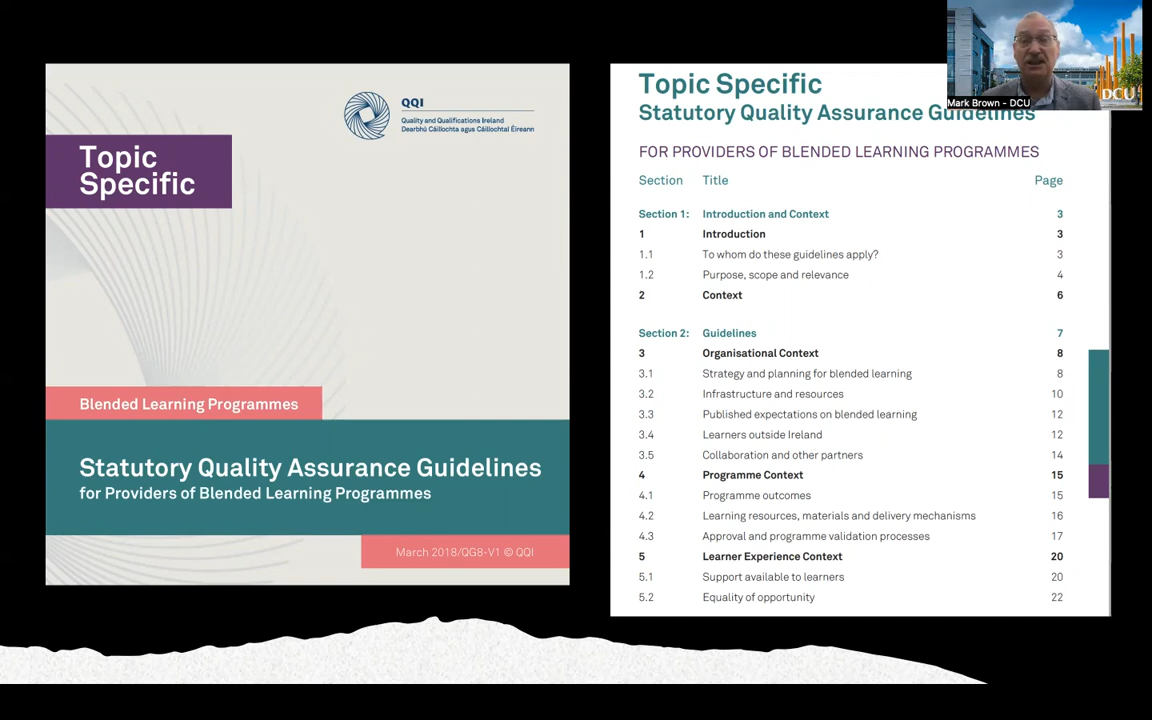 QQI
Quality and Qualifications Ireland
Dearbhú Cáilíochta agus Cáilíochtaí Éireann
Topic
Specific
Blended Learning Programmes
Statutory Quality Assurance Guidelines
for Providers of Blended Learning Programmes
March 2018/QG8-V1 © QQI
Topic Specific
Statutory Quality Assurance Guidelines
FOR PROVIDERS OF BLENDED LEARNING PROGRAMMES
Section Title Page
Section 1: Introduction and Context 3
1 Introduction 3
1.1 To whom do these guidelines apply? 3
1.2 Purpose, scope and relevance 4
2 Context 6
Section 2: Guidelines 7
3 Organisational Context 8
3.1 Strategy and planning for blended learning 8
3.2 Infrastructure and resources 10
3.3 Published expectations on blended learning 12
3.4 Learners outside Ireland 12
3.5 Collaboration and other partners 14
4 Programme Context 15
4.1 Programme outcomes 15
4.2 Learning resources, materials and delivery mechanisms 16
4.3 Approval and programme validation processes 17
5 Learner Experience Context 20
5.1 Support available to learners 20
5.2 Equality of opportunity 22
DCU
Mark Brown - DCU